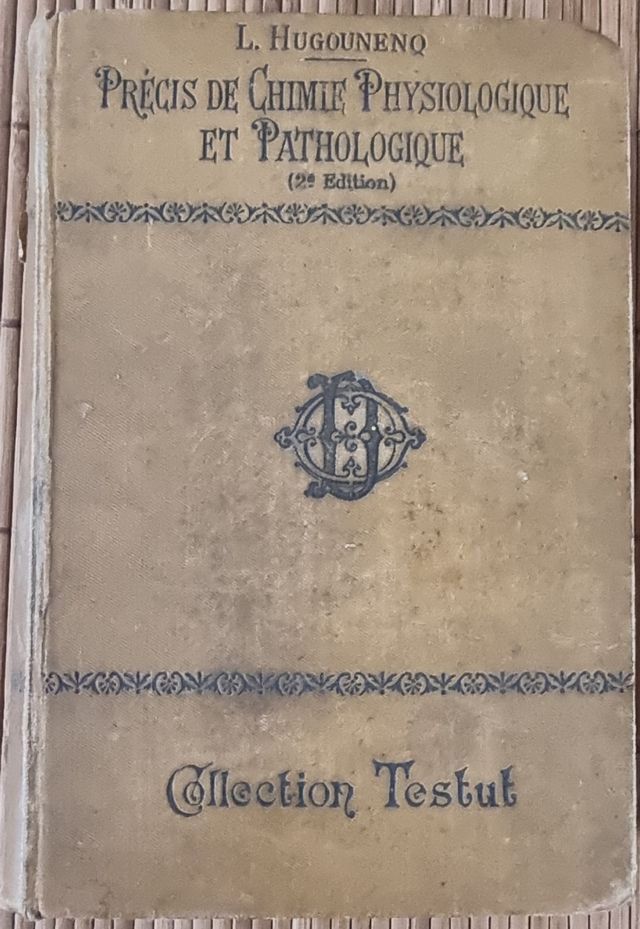 L. HUGOUNENQ
PRÉCIS DE CHIMIE PHYSIOLOGIQUE
ET PATHOLOGIQUE
(2e Edition)
Collection Testut